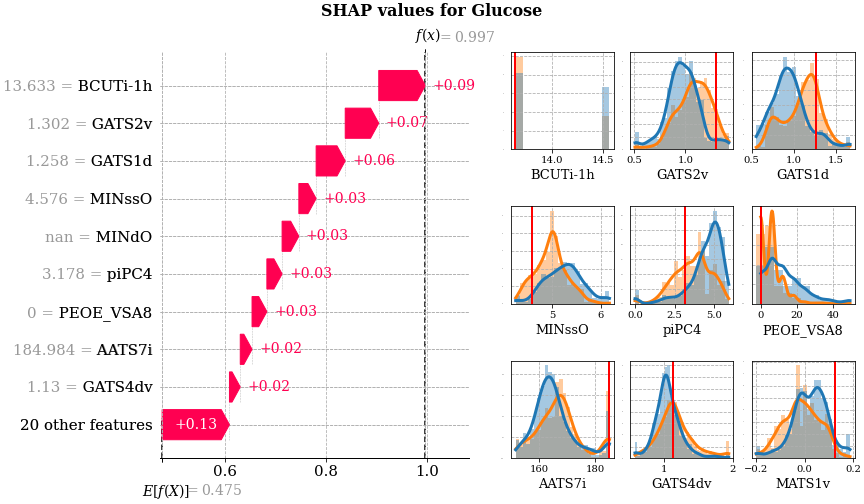 SHAP values for Glucose
f(x) = 0.997
13.633 = BCUTi-1h
+0.09
1.302 = GATS2v
+0.07
1.258 = GATS1d
+0.06
4.576 = MINssO
+0.03
nan = MINdO
+0.03
3.178 = piPC4
+0.03
0 = PEOE_VSA8
+0.03
184.984 = AATS7i
+0.02
1.13 = GATS4dv
+0.02
20 other features
+0.13
0.6 0.8 1.0
E[f(X)] = 0.475
14.0 14.5
BCUTi-1h
0.5 1.0
GATS2v
0.5 1.0 1.5
GATS1d
5 6
MINssO
0.0 2.5 5.0
piPC4
0 20 40
PEOE_VSA8
160 180
AATS7i
1 2
GATS4dv
−0.2 0.0 0.2
MATS1v